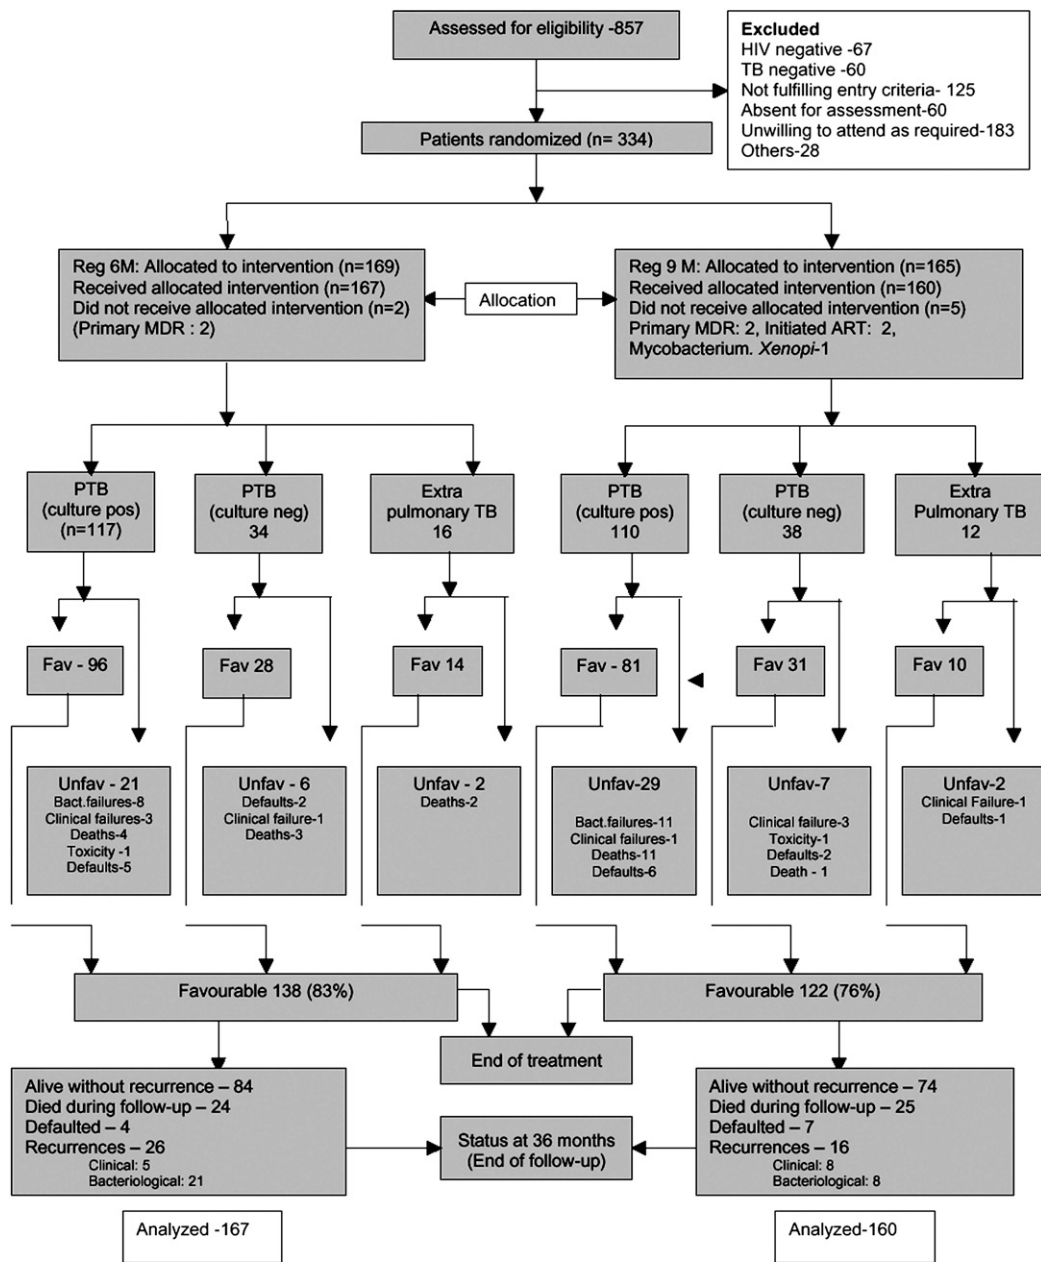 Assessed for eligibility -857
Excluded
HIV negative -67
TB negative -60
Not fulfilling entry criteria- 125
Absent for assessment-60
Unwilling to attend as required-183
Others-28
Patients randomized (n= 334)
Reg 6M: Allocated to intervention (n=169)
Received allocated intervention (n=167)
Did not receive allocated intervention (n=2)
(Primary MDR : 2)
Allocation
Reg 9 M: Allocated to intervention (n=165)
Received allocated intervention (n=160)
Did not receive allocated intervention (n=5)
Primary MDR: 2, Initiated ART: 2,
Mycobacterium. Xenopi-1
PTB
(culture pos)
(n=117)
PTB
(culture neg)
34
Extra
pulmonary TB
16
PTB
(culture pos)
110
PTB
(culture neg)
38
Extra
Pulmonary TB
12
Fav - 96
Fav 28
Fav 14
Fav - 81
Fav 31
Fav 10
Unfav - 21
Bact.failures-8
Clinical failures-3
Deaths-4
Toxicity -1
Defaults-5
Unfav - 6
Defaults-2
Clinical failure-1
Deaths-3
Unfav - 2
Deaths-2
Unfav-29
Bact.failures-11
Clinical failures-1
Deaths-11
Defaults-6
Unfav-7
Clinical failure-3
Toxicity-1
Defaults-2
Death - 1
Unfav-2
Clinical Failure-1
Defaults-1
Favourable 138 (83%)
Favourable 122 (76%)
End of treatment
Alive without recurrence – 84
Died during follow-up – 24
Defaulted – 4
Recurrences – 26
Clinical: 5
Bacteriological: 21
Status at 36 months
(End of follow-up)
Alive without recurrence – 74
Died during follow-up – 25
Defaulted – 7
Recurrences – 16
Clinical: 8
Bacteriological: 8
Analyzed -167
Analyzed-160